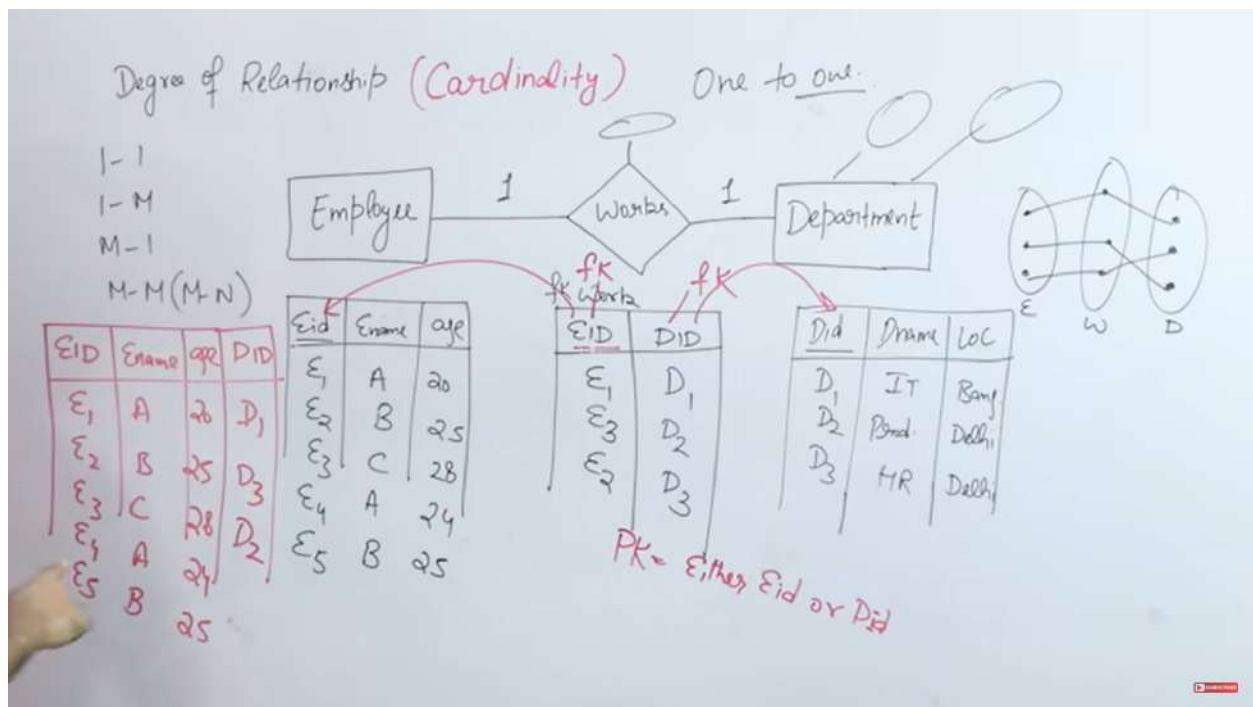 Degree of Relationship (Cardinality) One to one.
1-1
1-M
M-1
M-M (M-N)
Employee 1 Works 1 Department
fK fK
fK Works
E W D
EID Ename age DID
E1 A 20 D1
E2 B 25 D3
E3 C 28 D2
E4 A 24
E5 B 25
Eid Ename age
E1 A 20
E2 B 25
E3 C 28
E4 A 24
E5 B 25
EID DID
E1 D1
E3 D2
E2 D3
PK = Either Eid or Did
Did Dname LOC
D1 IT Bang
D2 Delhi
D3 HR Delhi